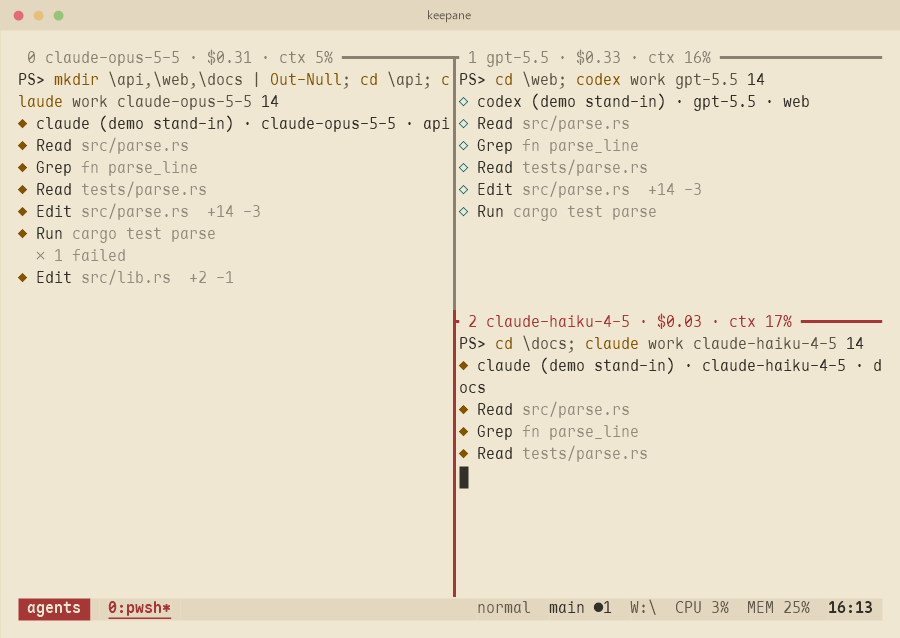 keepane
0 claude-opus-5-5 · $0.31 · ctx 5%
PS> mkdir \api,\web,\docs | Out-Null; cd \api; c
laude work claude-opus-5-5 14
◆ claude (demo stand-in) · claude-opus-5-5 · api
◆ Read src/parse.rs
◆ Grep fn parse_line
◆ Read tests/parse.rs
◆ Edit src/parse.rs  +14 -3
◆ Run cargo test parse
× 1 failed
◆ Edit src/lib.rs  +2 -1
1 gpt-5.5 · $0.33 · ctx 16%
PS> cd \web; codex work gpt-5.5 14
◇ codex (demo stand-in) · gpt-5.5 · web
◇ Read src/parse.rs
◇ Grep fn parse_line
◇ Read tests/parse.rs
◇ Edit src/parse.rs  +14 -3
◇ Run cargo test parse
2 claude-haiku-4-5 · $0.03 · ctx 17%
PS> cd \docs; claude work claude-haiku-4-5 14
◆ claude (demo stand-in) · claude-haiku-4-5 · d
ocs
◆ Read src/parse.rs
◆ Grep fn parse_line
◆ Read tests/parse.rs
agents 0:pwsh* normal main ●1 W:\ CPU 3% MEM 25% 16:13